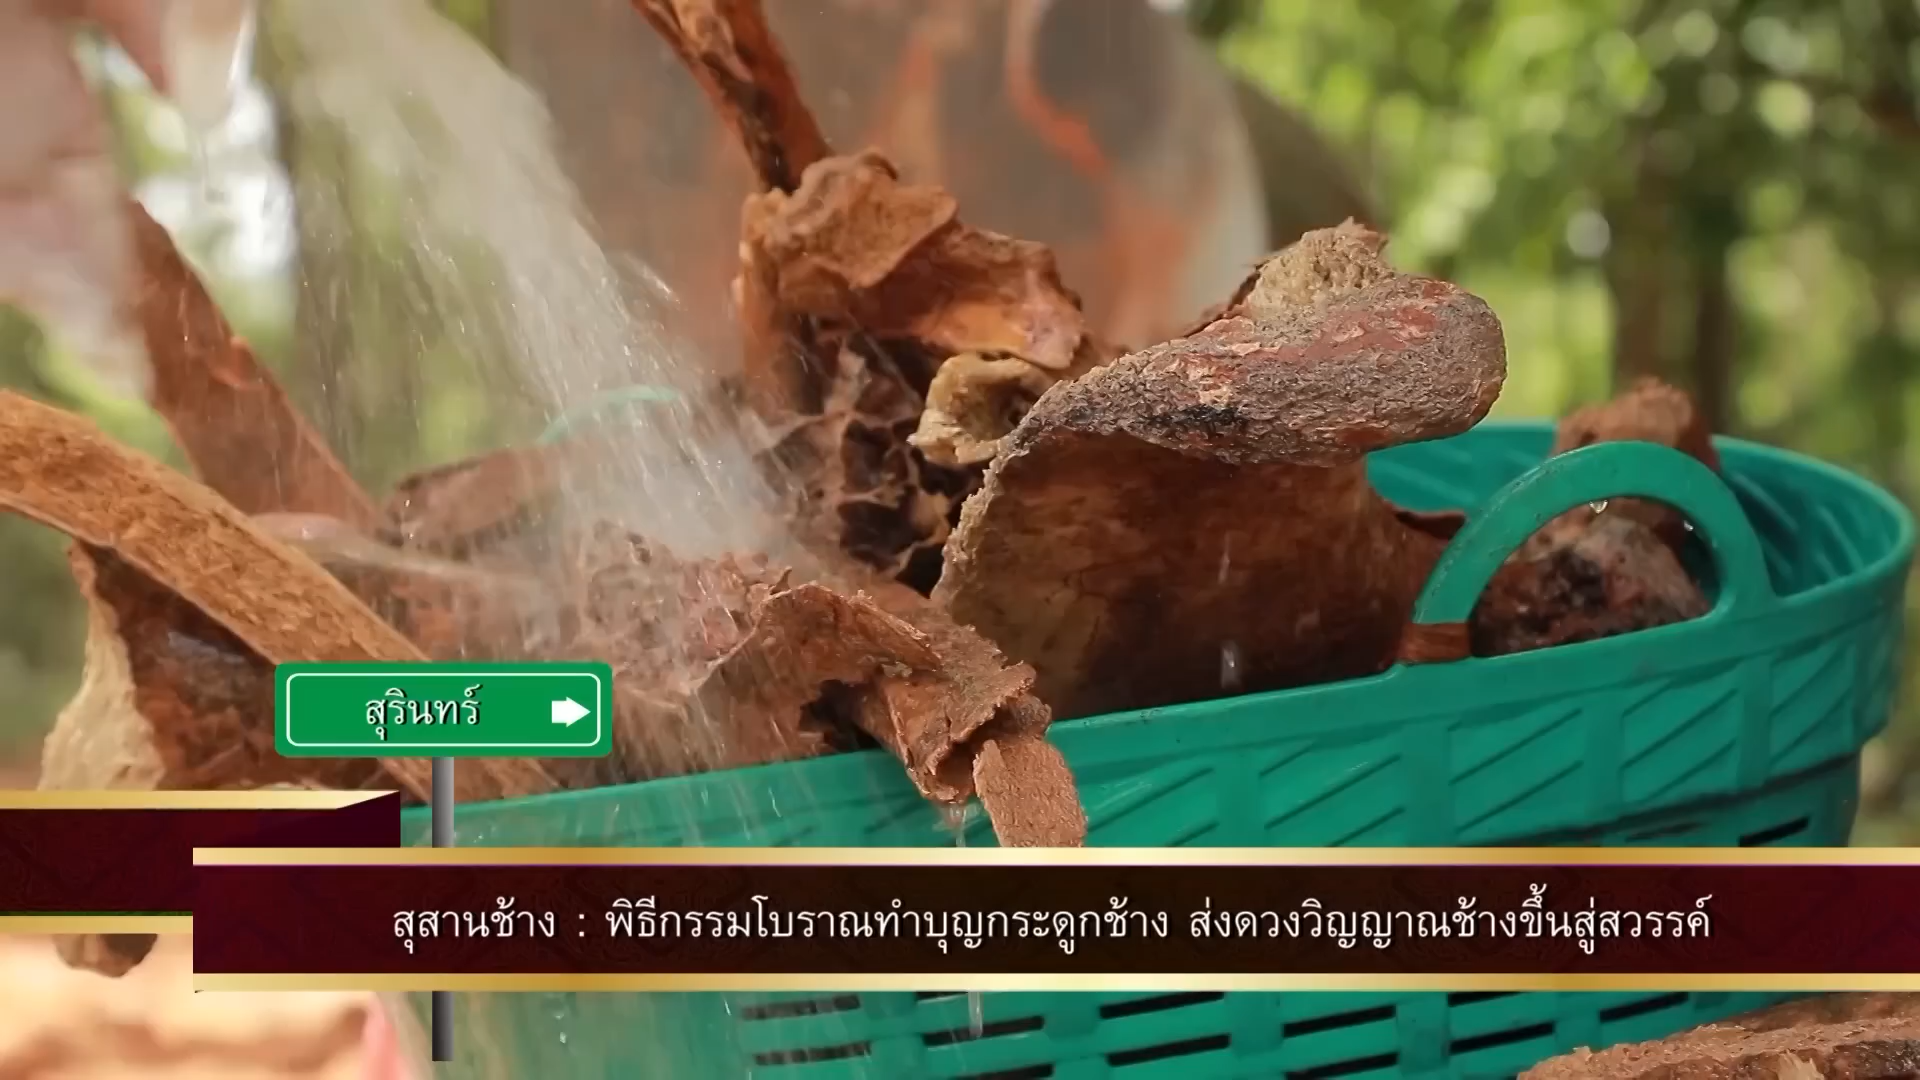 สุรินทร์
สุสานช้าง : พิธีกรรมโบราณทำบุญกระดูกช้าง ส่งดวงวิญญาณช้างขึ้นสู่สวรรค์